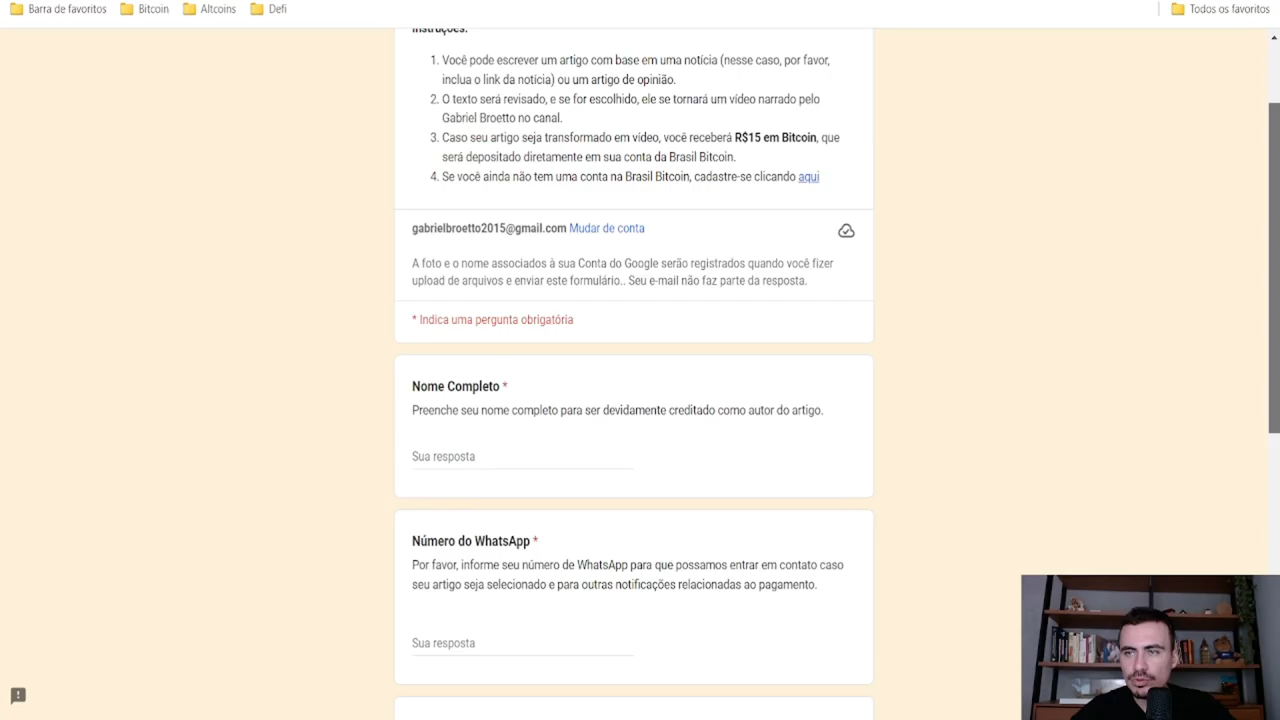 Barra de favoritos Bitcoin Altcoins Defi Todos os favoritos
Instruções:
1. Você pode escrever um artigo com base em uma notícia (nesse caso, por favor,
inclua o link da notícia) ou um artigo de opinião.
2. O texto será revisado, e se for escolhido, ele se tornará um vídeo narrado pelo
Gabriel Broetto no canal.
3. Caso seu artigo seja transformado em vídeo, você receberá R$15 em Bitcoin, que
será depositado diretamente em sua conta da Brasil Bitcoin.
4. Se você ainda não tem uma conta na Brasil Bitcoin, cadastre-se clicando aqui
gabrielbroetto2015@gmail.com Mudar de conta
A foto e o nome associados à sua Conta do Google serão registrados quando você fizer
upload de arquivos e enviar este formulário.. Seu e-mail não faz parte da resposta.
* Indica uma pergunta obrigatória
Nome Completo *
Preenche seu nome completo para ser devidamente creditado como autor do artigo.
Sua resposta
Número do WhatsApp *
Por favor, informe seu número de WhatsApp para que possamos entrar em contato caso
seu artigo seja selecionado e para outras notificações relacionadas ao pagamento.
Sua resposta